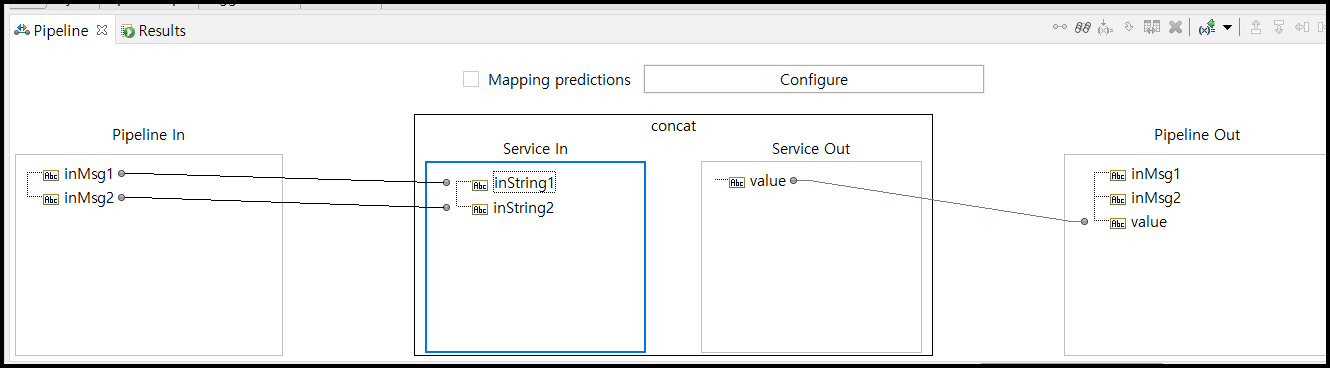 Pipeline Results
Mapping predictions Configure
concat
Pipeline In Service In Service Out Pipeline Out
Abc inMsg1 Abc inString1 Abc value Abc inMsg1
Abc inMsg2 Abc inString2 Abc inMsg2
Abc value